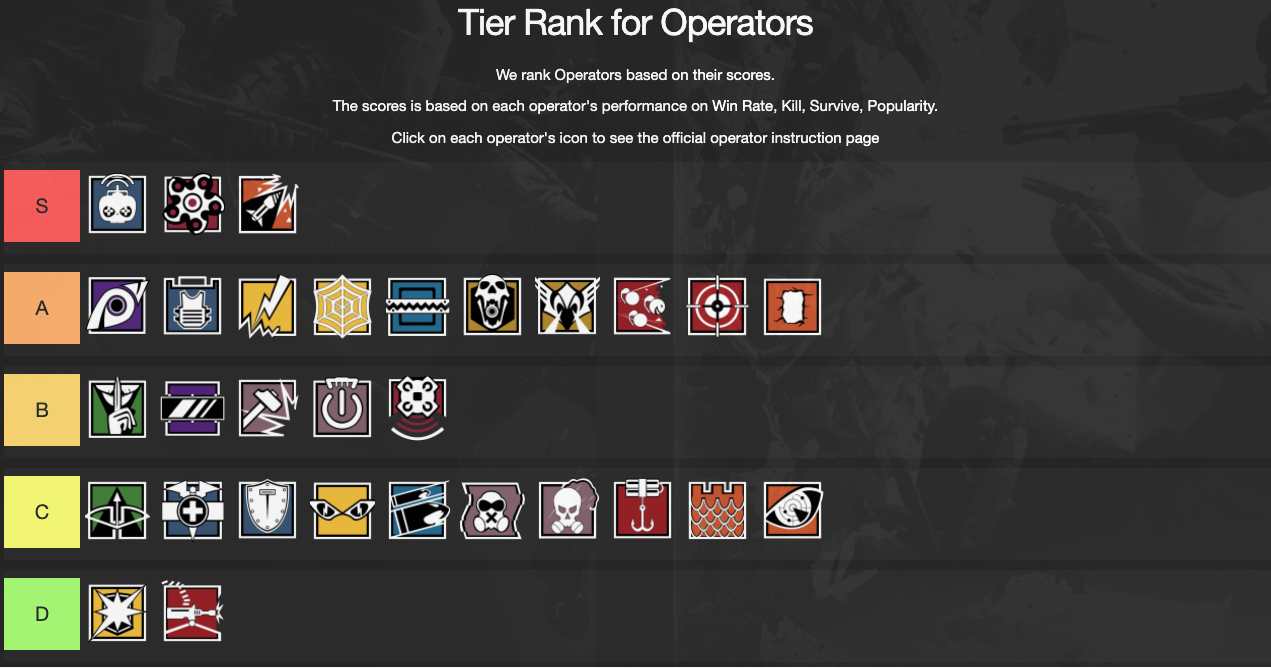 Tier Rank for Operators
We rank Operators based on their scores.
The scores is based on each operator's performance on Win Rate, Kill, Survive, Popularity.
Click on each operator's icon to see the official operator instruction page
S
A
B
C
D